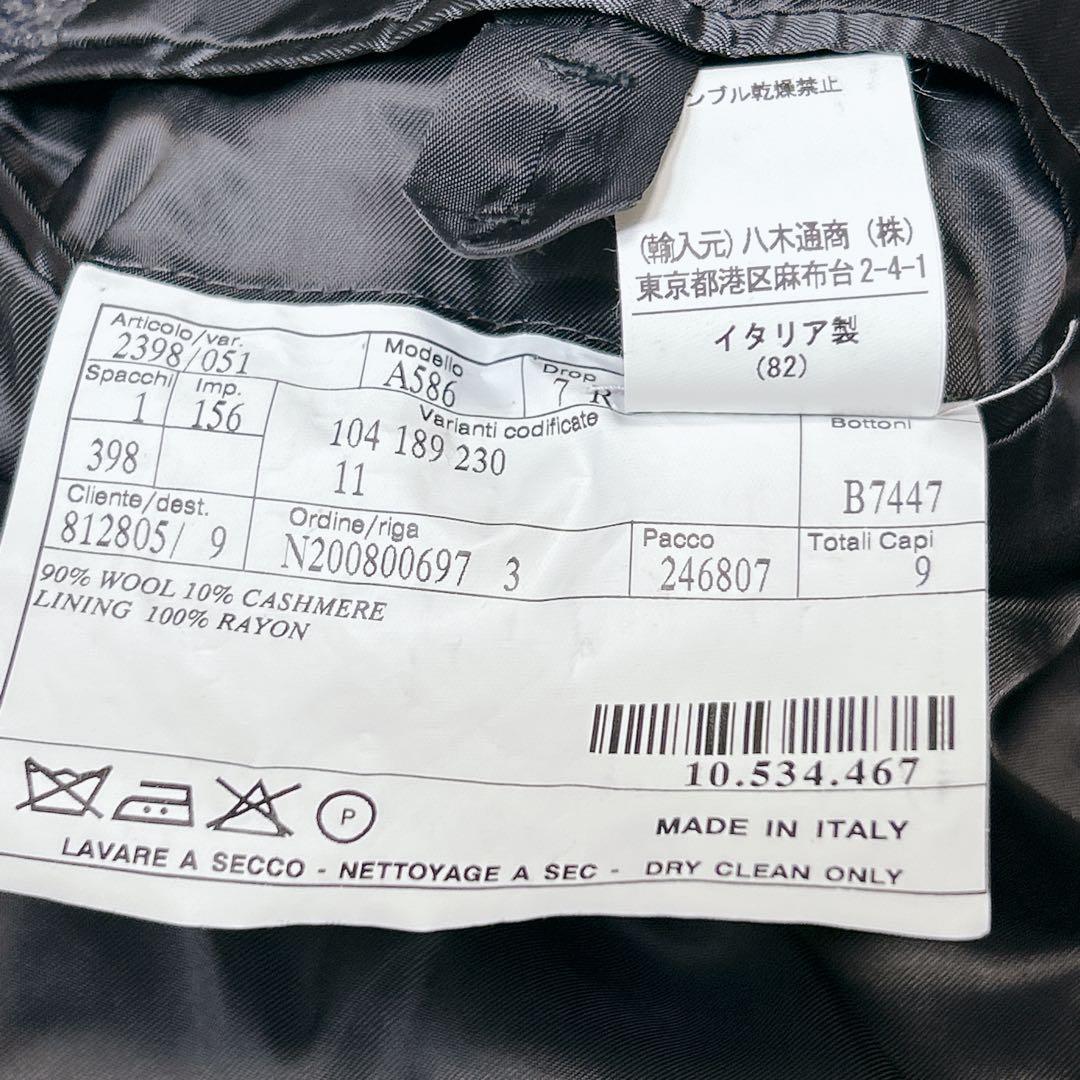 ンブル乾燥禁止
(輸入元) 八木通商 (株)
東京都港区麻布台2-4-1
イタリア製
(82)
Articolo/var.
2398/051
Modello
A586
Drop
7 R
Spacchi
1
Imp.
156
Varianti codificate
104 189 230
11
398
Bottoni
B7447
Cliente/dest.
812805/ 9
Ordine/riga
N200800697 3
Pacco
246807
Totali Capi
9
90% WOOL 10% CASHMERE
LINING 100% RAYON
10.534.467
P
MADE IN ITALY
LAVARE A SECCO - NETTOYAGE A SEC - DRY CLEAN ONLY